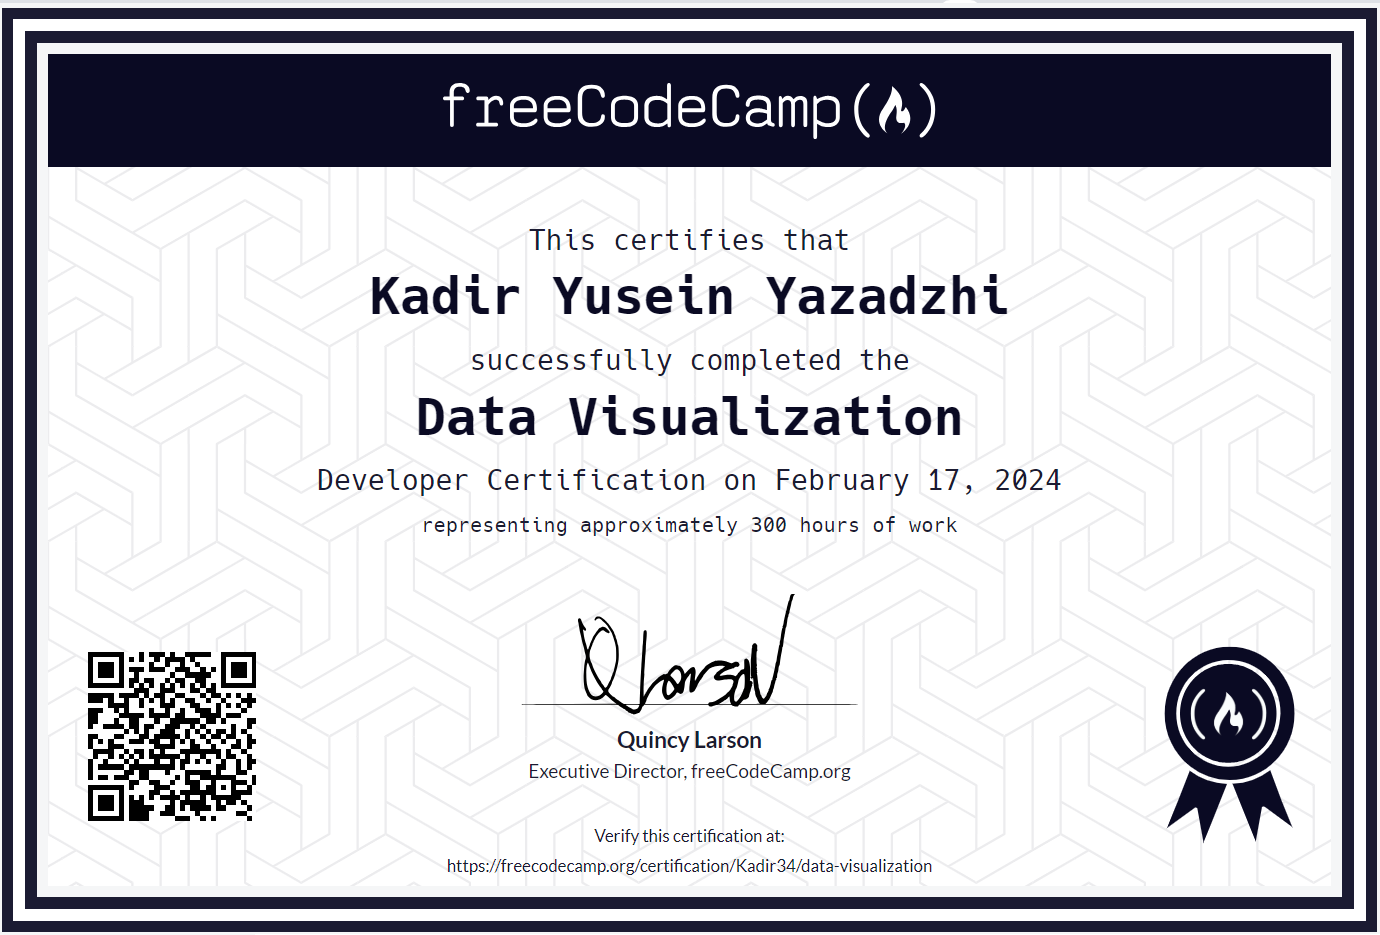 freeCodeCamp
This certifies that
Kadir Yusein Yazadzhi
successfully completed the
Data Visualization
Developer Certification on February 17, 2024
representing approximately 300 hours of work
Q Larson
Quincy Larson
Executive Director, freeCodeCamp.org
Verify this certification at:
https://freecodecamp.org/certification/Kadir34/data-visualization